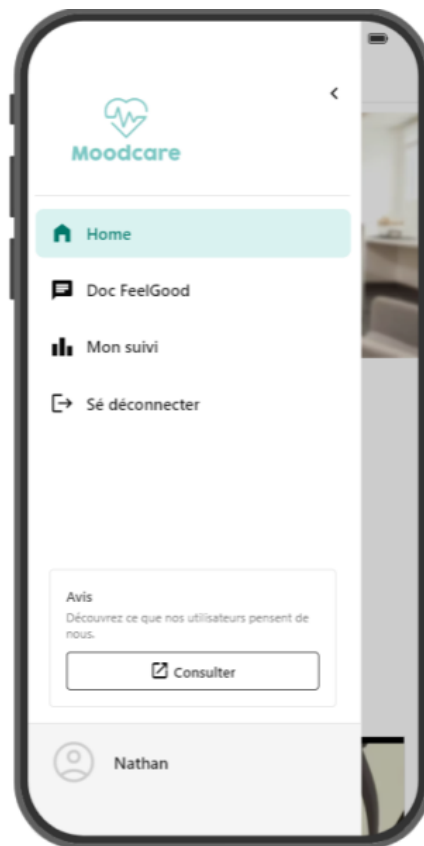 Moodcare
Home
Doc FeelGood
Mon suivi
Sé déconnecter
Avis
Découvrez ce que nos utilisateurs pensent de
nous.
Consulter
Nathan